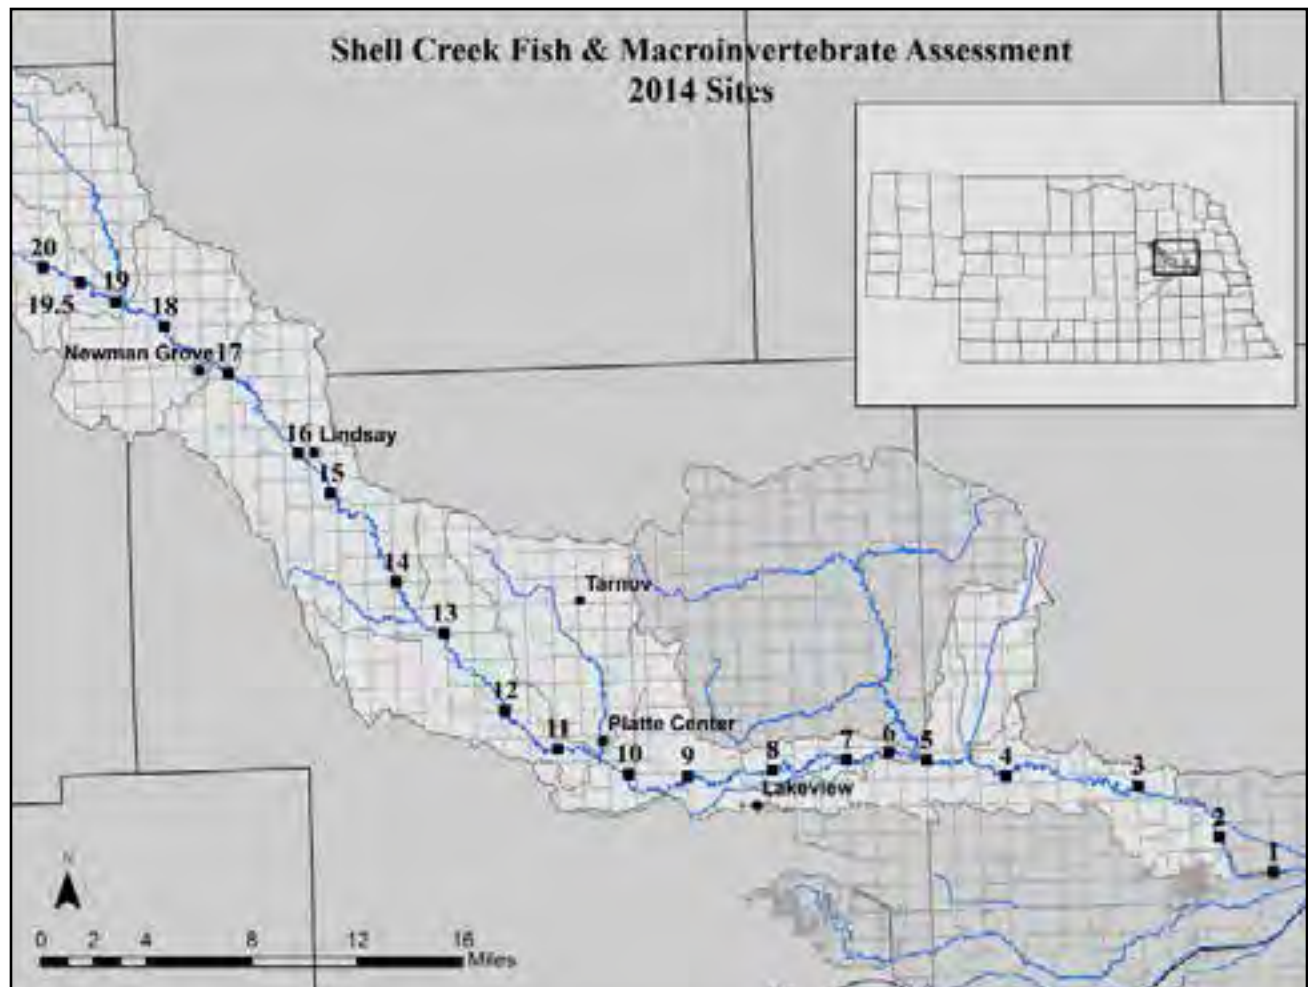 Shell Creek Fish & Macroinvertebrate Assessment
2014 Sites
20
19
19.5
18
Newman Grove 17
16 Lindsay
15
14
Tarnov
13
12
11
Platte Center
10
9
8
7
6
5
4
3
Lakeview
2
1
N
0 2 4 8 12 16
Miles